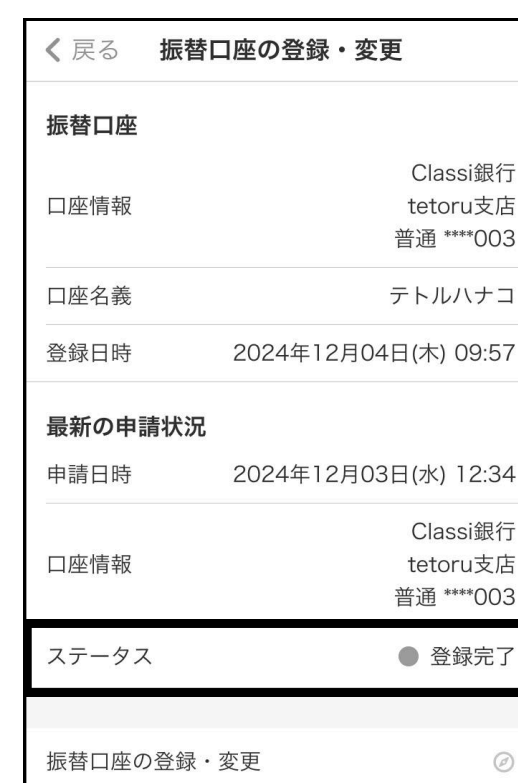 戻る 振替口座の登録・変更
振替口座
Classi銀行
口座情報 tetoru支店
普通 ****003
口座名義 テトルハナコ
登録日時 2024年12月04日(木) 09:57
最新の申請状況
申請日時 2024年12月03日(水) 12:34
Classi銀行
口座情報 tetoru支店
普通 ****003
ステータス 登録完了
振替口座の登録・変更